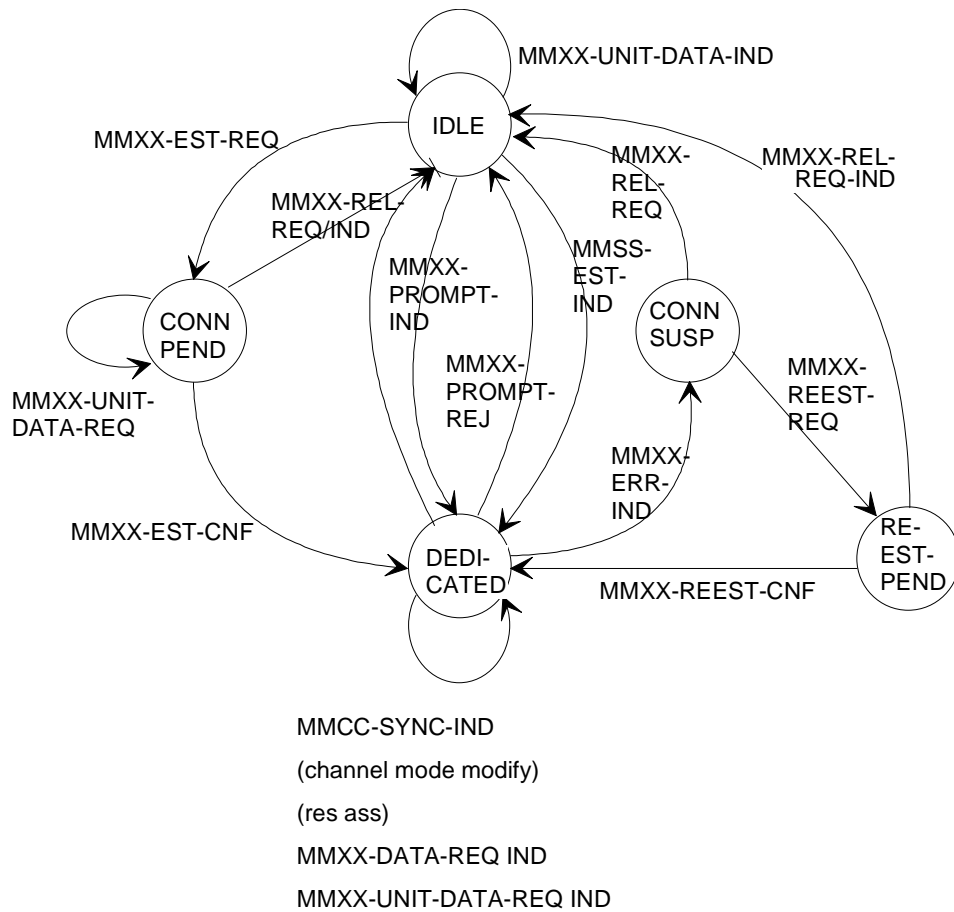 MMXX-UNIT-DATA-IND
IDLE
MMXX-EST-REQ
MMXX-
REL-
REQ
MMXX-REL-
REQ-IND
MMXX-REL-
REQ/IND
MMXX-
PROMPT-
IND
MMSS-
EST-
IND
CONN
PEND
CONN
SUSP
MMXX-UNIT-
DATA-REQ
MMXX-
PROMPT-
REJ
MMXX-
REEST-
REQ
MMXX-
ERR-
IND
MMXX-EST-CNF
DEDI-
CATED
RE-
EST-
PEND
MMXX-REEST-CNF
MMCC-SYNC-IND
(channel mode modify)
(res ass)
MMXX-DATA-REQ IND
MMXX-UNIT-DATA-REQ IND